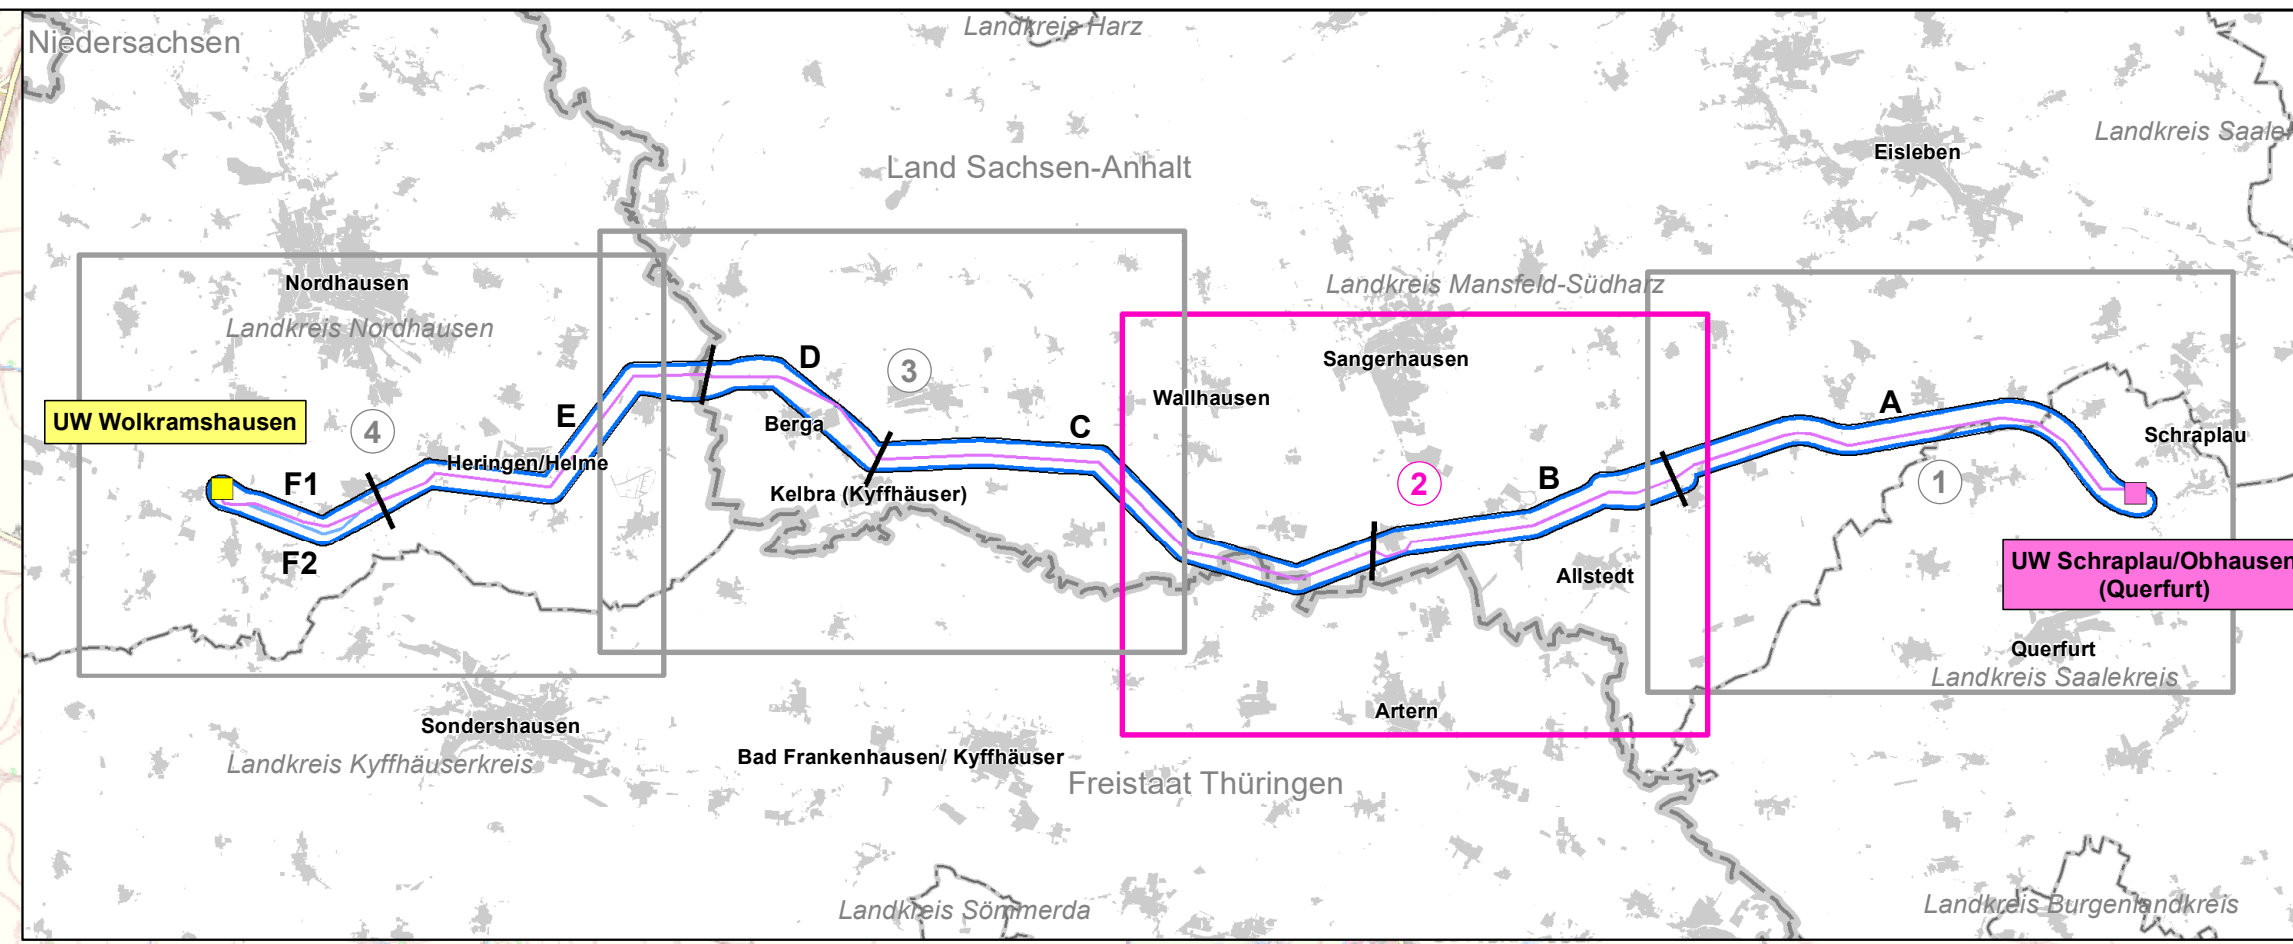 Niedersachsen
Landkreis Harz
Landkreis Saale
Eisleben
Land Sachsen-Anhalt
Nordhausen
Landkreis Mansfeld-Südharz
Landkreis Nordhausen
Sangerhausen
D
3
Wallhausen
A
UW Wolkramshausen
E
Berga
C
4
Schraplau
Heringen/Helme
B
F1
Kelbra (Kyffhäuser)
2
1
F2
Allstedt
UW Schraplau/Obhausen
(Querfurt)
Querfurt
Landkreis Saalekreis
Artern
Sondershausen
Bad Frankenhausen/ Kyffhäuser
Landkreis Kyffhäuserkreis
Freistaat Thüringen
Landkreis Sömmerda
Landkreis Burgenlandkreis